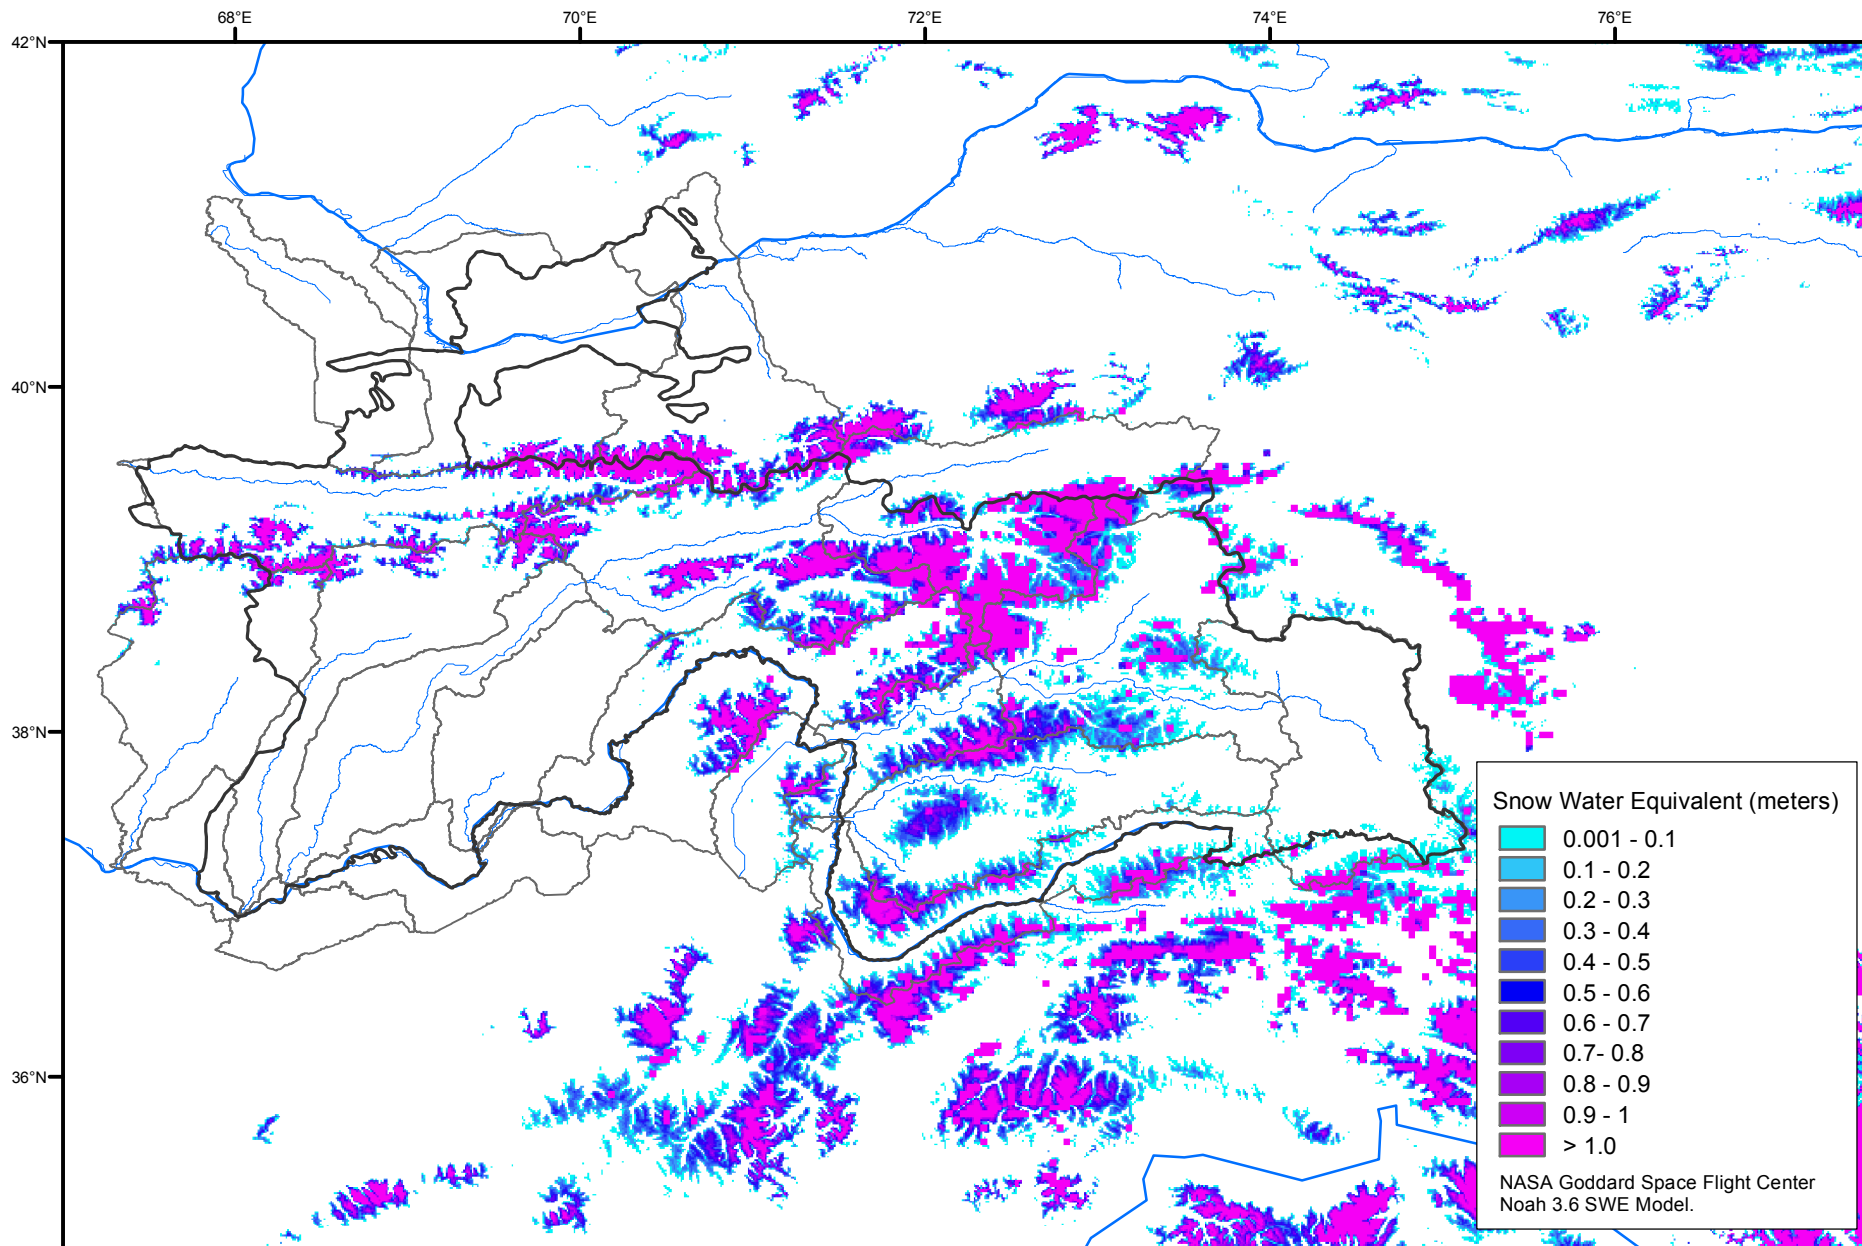 68°E
70°E
72°E
74°E
76°E
42°N
40°N
38°N
36°N
Snow Water Equivalent (meters)
0.001 - 0.1
0.1 - 0.2
0.2 - 0.3
0.3 - 0.4
0.4 - 0.5
0.5 - 0.6
0.6 - 0.7
0.7- 0.8
0.8 - 0.9
0.9 - 1
> 1.0
NASA Goddard Space Flight Center
Noah 3.6 SWE Model.